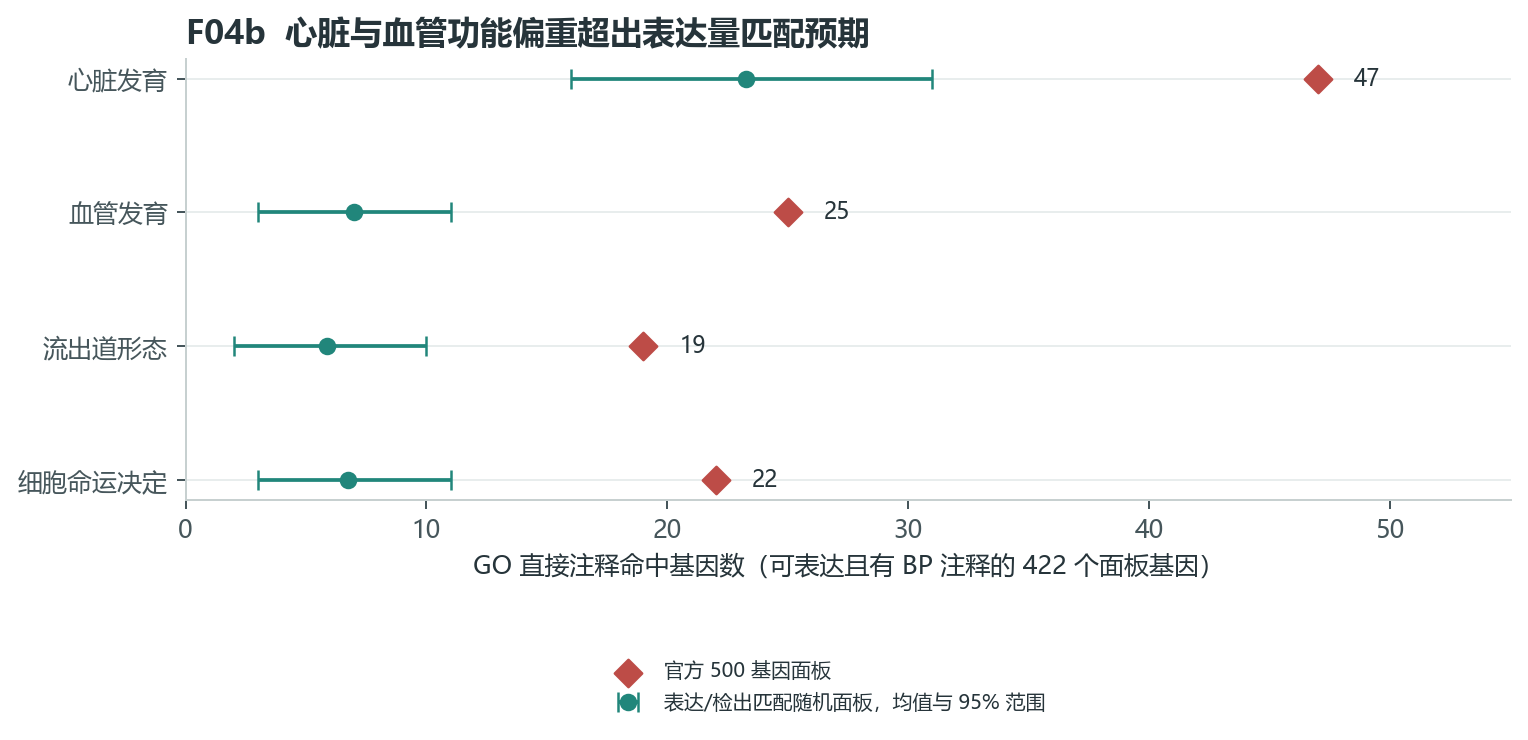 F04b 心脏与血管功能偏重超出表达量匹配预期
心脏发育
47
血管发育
25
流出道形态
19
细胞命运决定
22
0 10 20 30 40 50
GO 直接注释命中基因数（可表达且有 BP 注释的 422 个面板基因）
官方 500 基因面板
表达/检出匹配随机面板，均值与 95% 范围